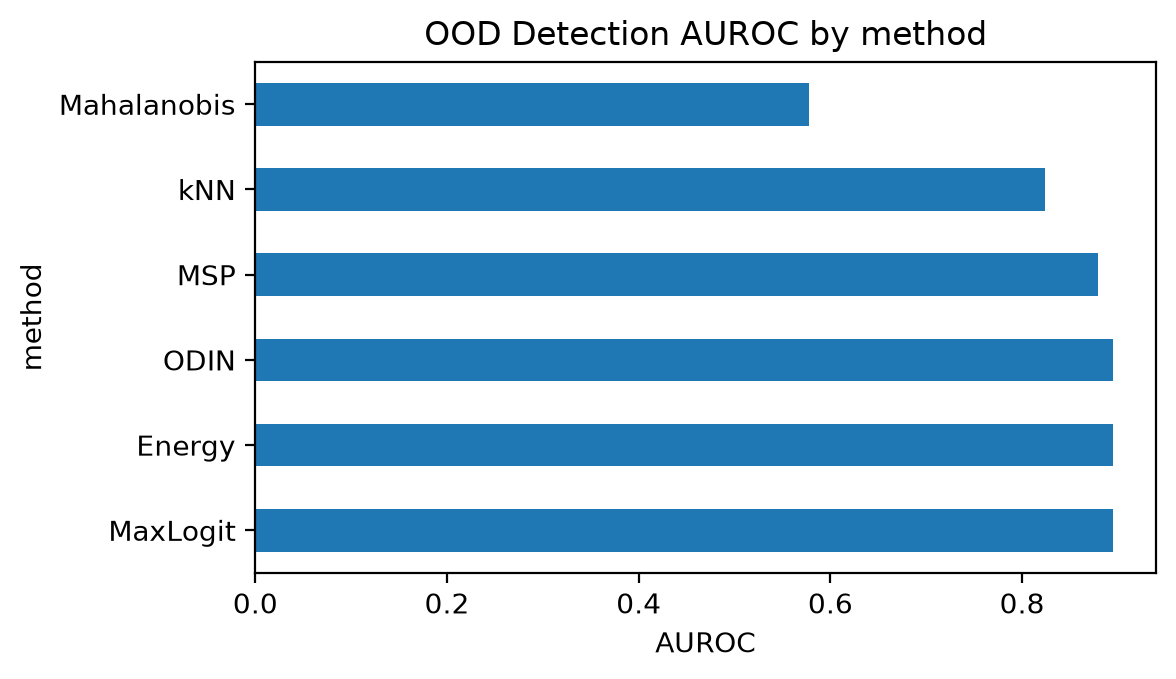 OOD Detection AUROC by method
Mahalanobis
kNN
MSP
ODIN
Energy
MaxLogit
method
0.0 0.2 0.4 0.6 0.8
AUROC